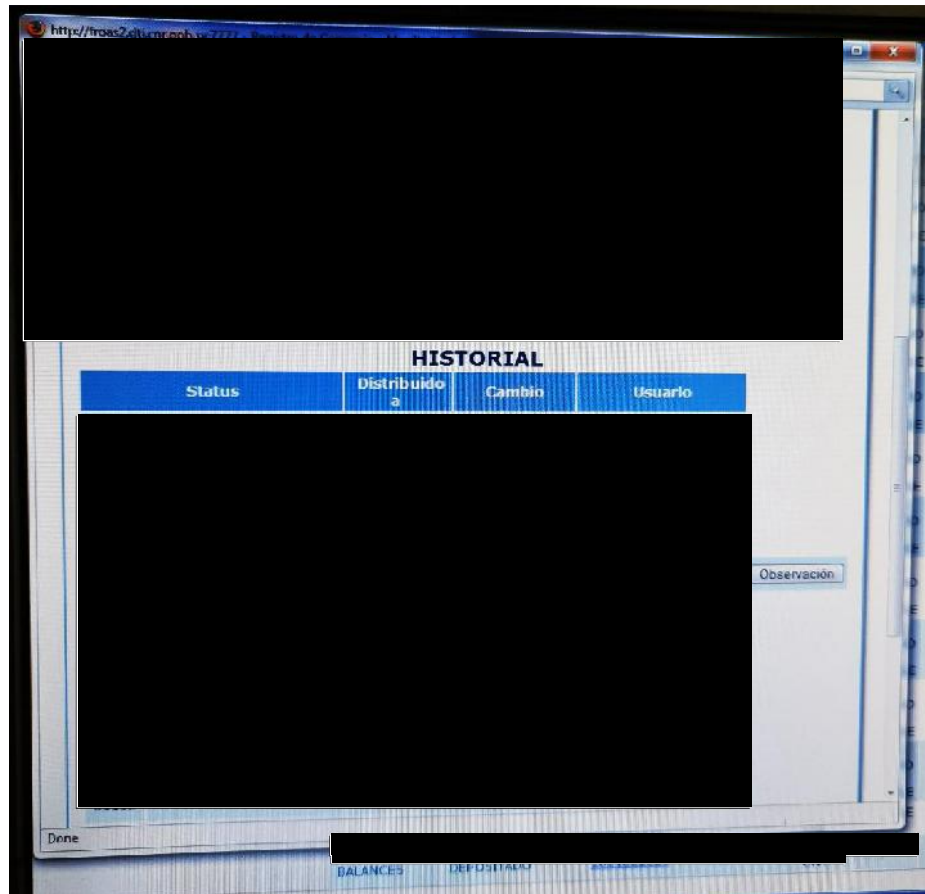 HISTORIAL
Status
Distribuido a
Cambio
Usuario
Observación
Done
BALANCES
DEPOSITADO